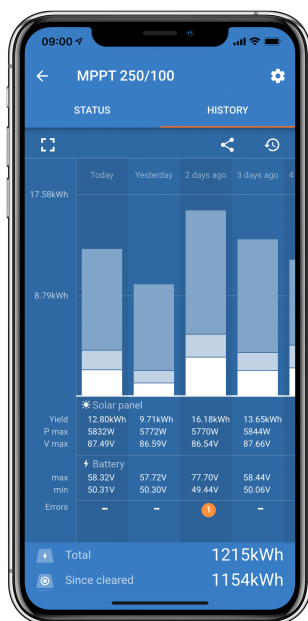 09:00
MPPT 250/100
STATUS HISTORY
Today Yesterday 2 days ago 3 days ago 4
17.58kWh
8.79kWh
Solar panel
Yield 12.80kWh 9.71kWh 16.18kWh 13.65kWh
P max 5832W 5772W 5770W 5844W
V max 87.49V 86.59V 86.54V 87.66V
Battery
max 58.32V 57.72V 77.70V 58.44V
min 50.31V 50.30V 49.44V 50.06V
Errors - - 1 -
Total 1215kWh
Since cleared 1154kWh